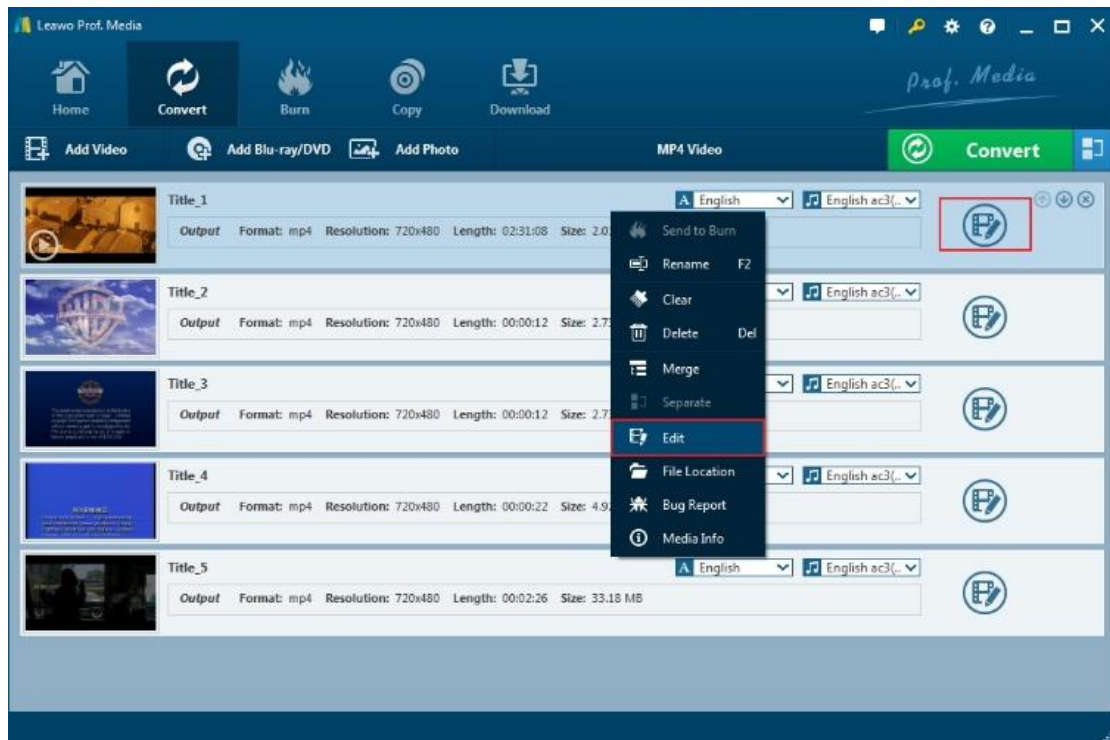 Leawo Prof. Media
Home
Convert
Burn
Copy
Download
Prof. Media
Add Video
Add Blu-ray/DVD
Add Photo
MP4 Video
Convert
Title_1
A English
English ac3(..
Output Format: mp4 Resolution: 720x480 Length: 02:31:08 Size: 2.0
Title_2
English ac3(..
Output Format: mp4 Resolution: 720x480 Length: 00:00:12 Size: 2.7
Title_3
English ac3(..
Output Format: mp4 Resolution: 720x480 Length: 00:00:12 Size: 2.7
Title_4
English ac3(..
Output Format: mp4 Resolution: 720x480 Length: 00:00:22 Size: 4.9
Title_5
A English
English ac3(..
Output Format: mp4 Resolution: 720x480 Length: 00:02:26 Size: 33.18 MB
Send to Burn
Rename F2
Clear
Delete Del
Merge
Separate
Edit
File Location
Bug Report
Media Info